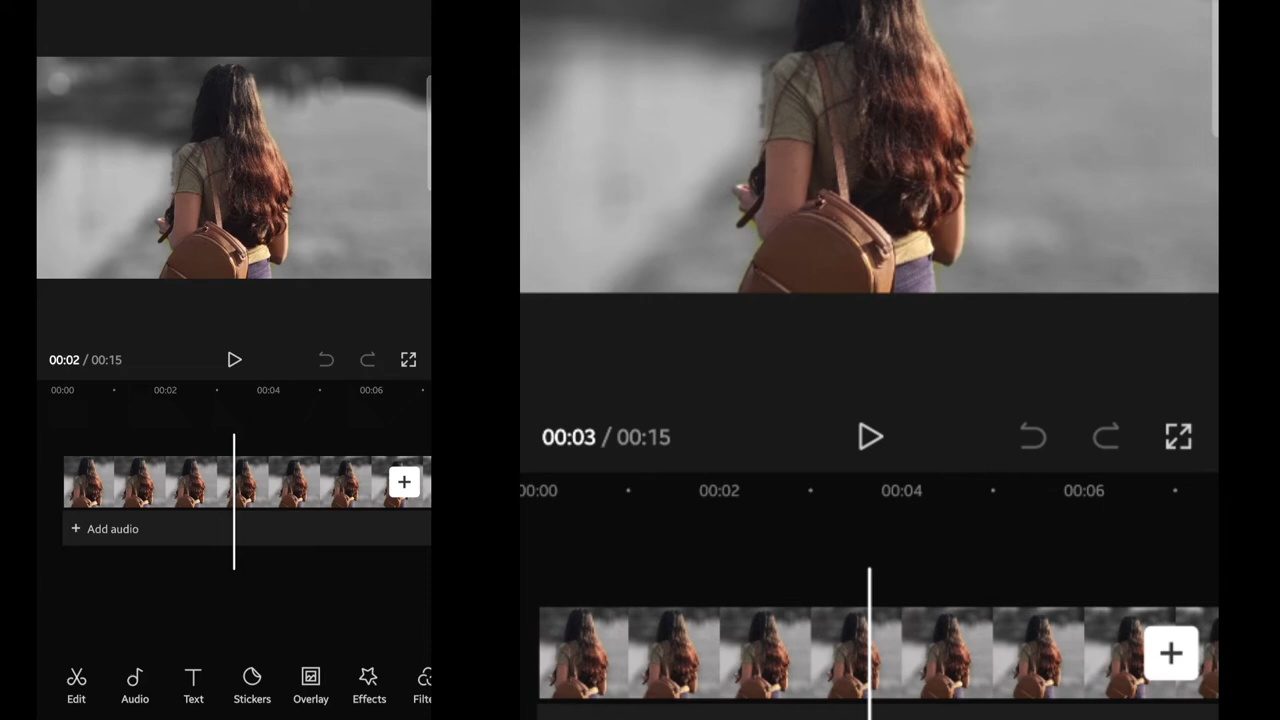 00:02 / 00:15
00:00 00:02 00:04 00:06
+ Add audio
Edit Audio Text Stickers Overlay Effects Filte
00:03 / 00:15
00:00 00:02 00:04 00:06